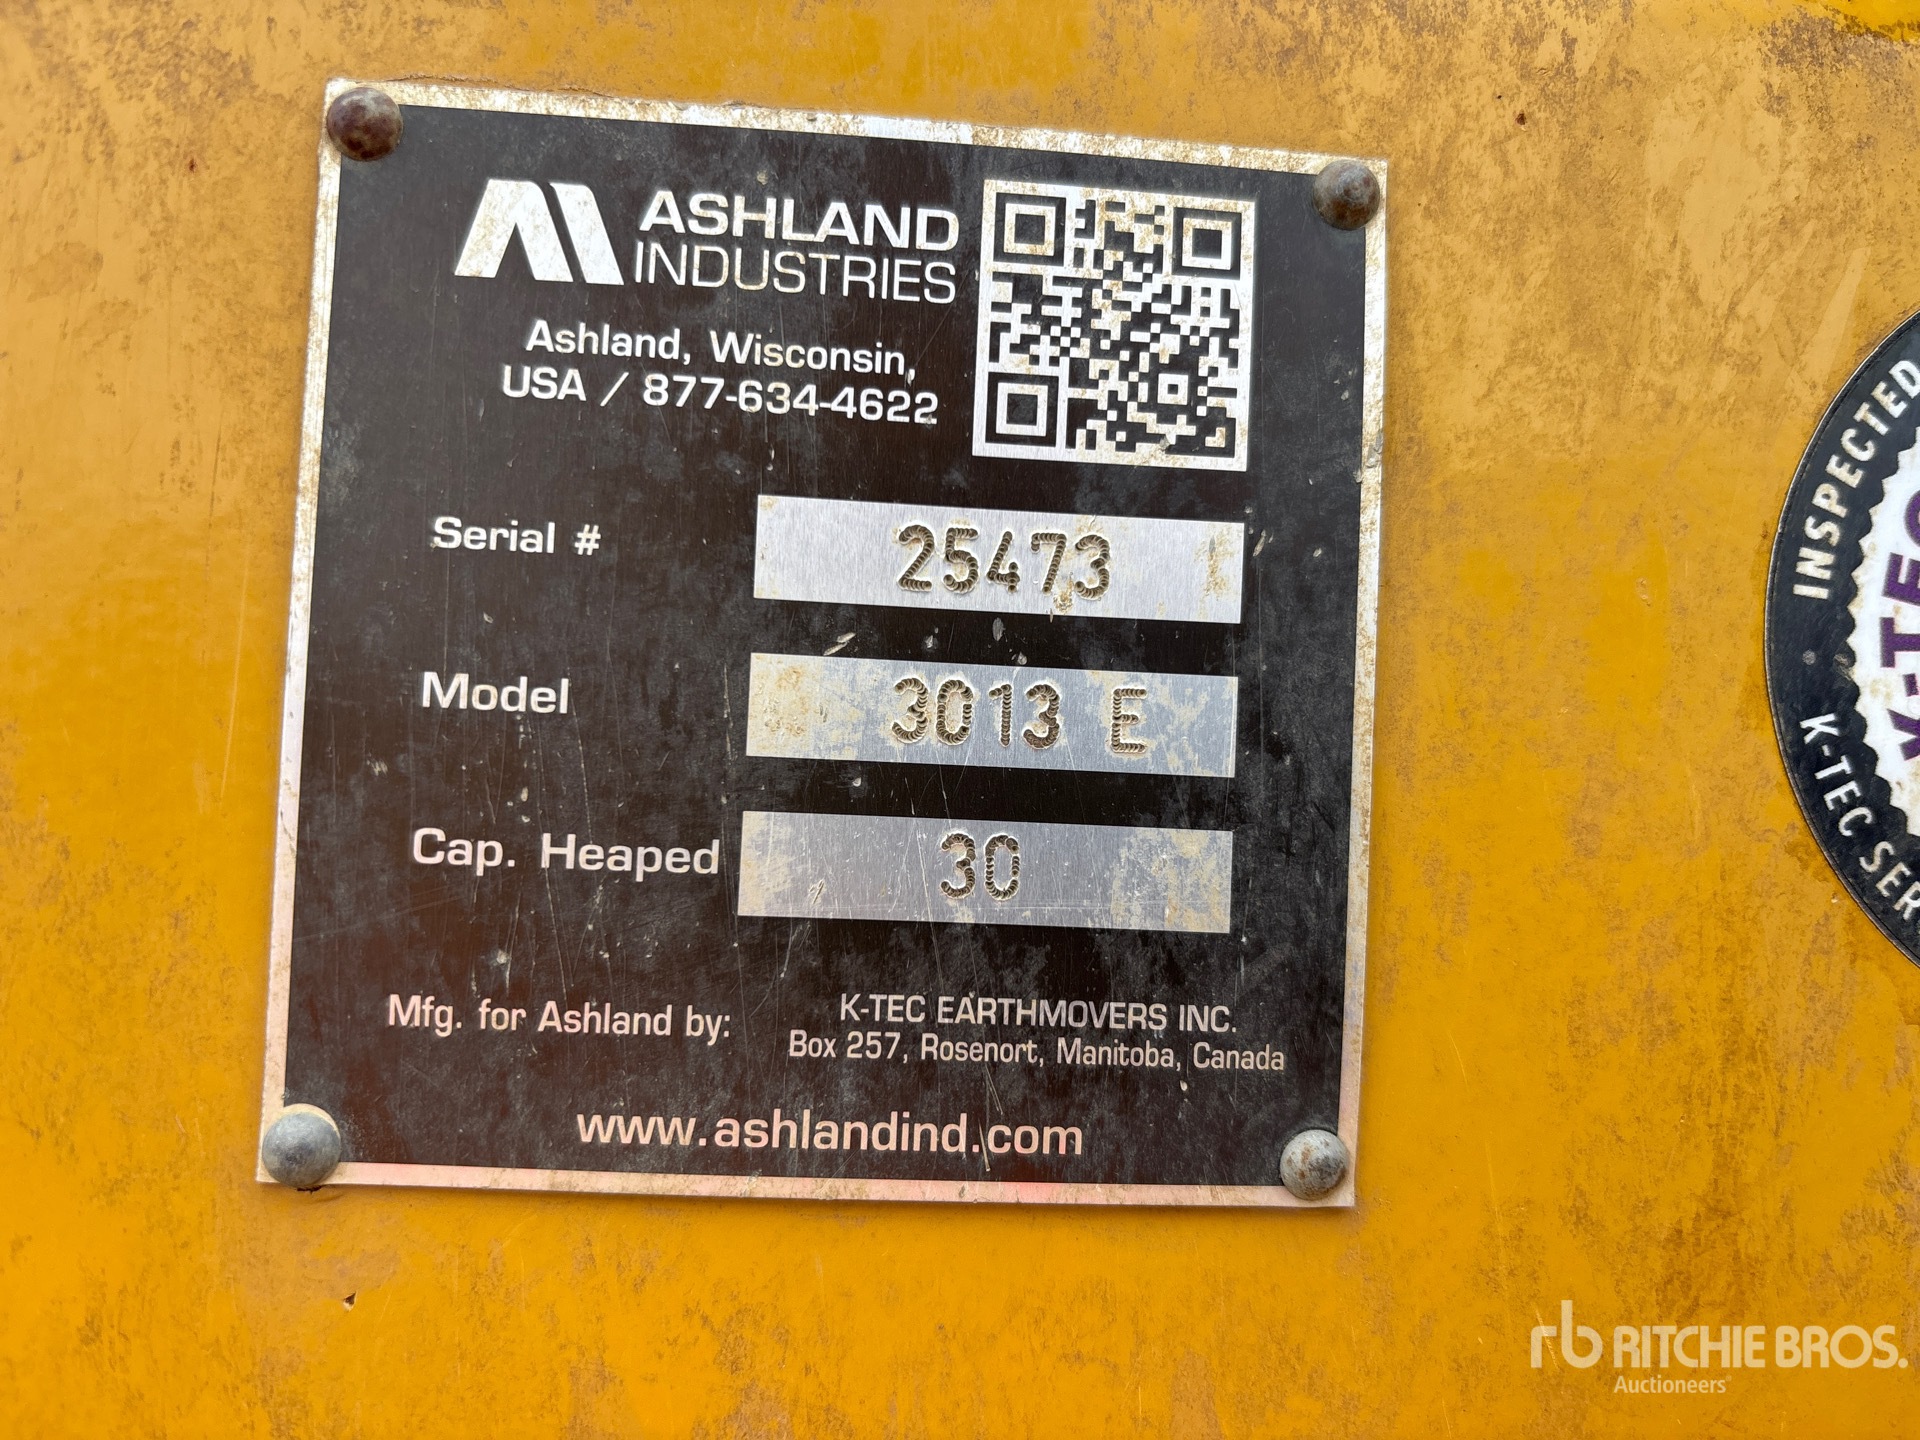 ASHLAND
INDUSTRIES
Ashland, Wisconsin,
USA / 877-634-4622
Serial # 25473
Model 3013 E
Cap. Heaped 30
Mfg. for Ashland by: K-TEC EARTHMOVERS INC.
Box 257, Rosenort, Manitoba, Canada
www.ashlandind.com
INSPECTED
K-TEC
rb RITCHIE BROS.
Auctioneers